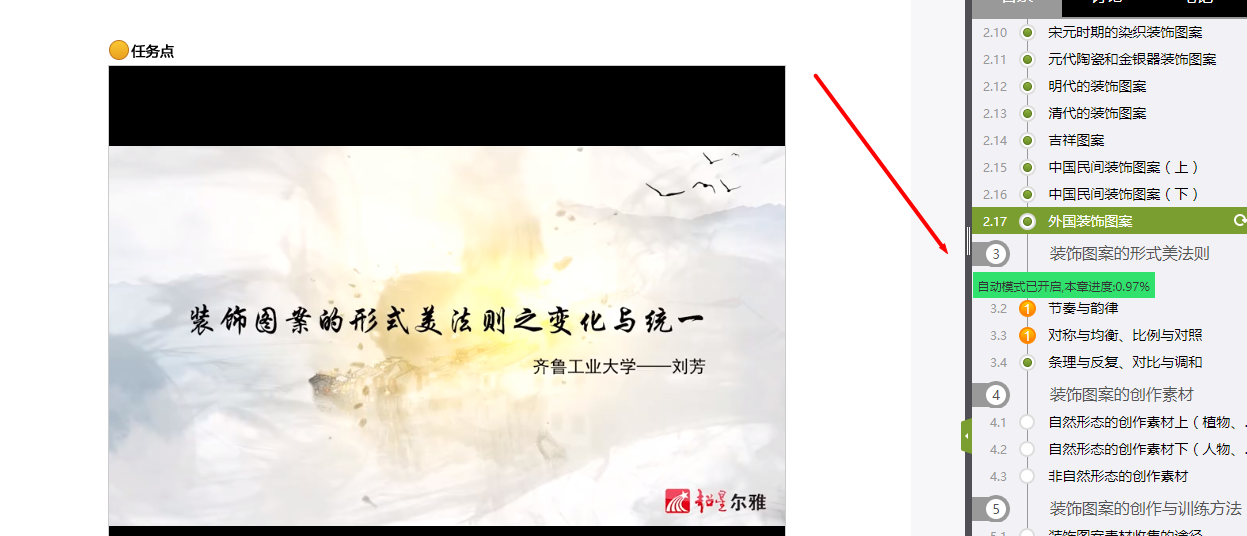 任务点
装饰图案的形式美法则之变化与统一
齐鲁工业大学——刘芳
超星尔雅
2.10 宋元时期的染织装饰图案
2.11 元代陶瓷和金银器装饰图案
2.12 明代的装饰图案
2.13 清代的装饰图案
2.14 吉祥图案
2.15 中国民间装饰图案（上）
2.16 中国民间装饰图案（下）
2.17 外国装饰图案
3 装饰图案的形式美法则
自动模式已开启,本章进度:0.97%
3.2 1 节奏与韵律
3.3 1 对称与均衡、比例与对照
3.4 条理与反复、对比与调和
4 装饰图案的创作素材
4.1 自然形态的创作素材上（植物、.
4.2 自然形态的创作素材下（人物、.
4.3 非自然形态的创作素材
5 装饰图案的创作与训练方法